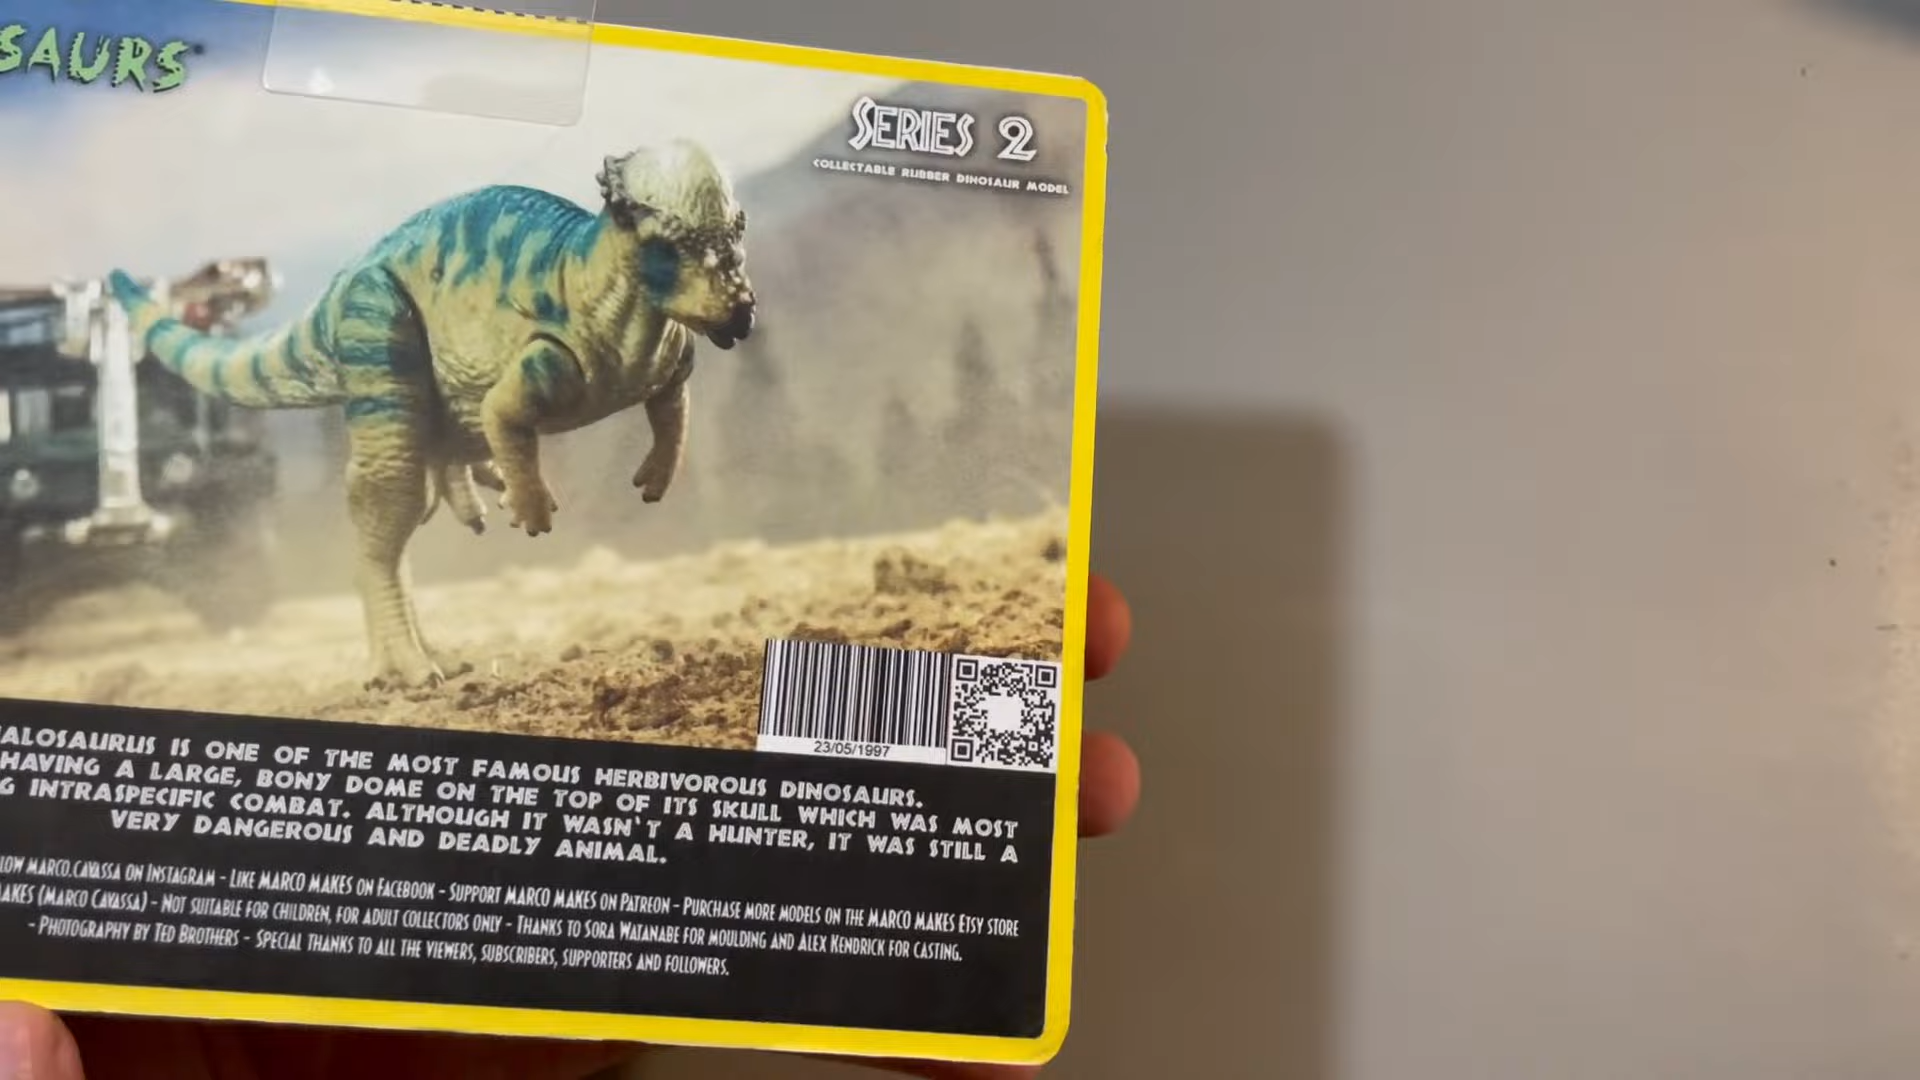 SAURS
SERIES 2
COLLECTABLE RUBBER DINOSAUR MODEL
23/05/1997
ALOSAURUS IS ONE OF THE MOST FAMOUS HERBIVOROUS DINOSAURS.
HAVING A LARGE, BONY DOME ON THE TOP OF ITS SKULL WHICH WAS MOST
G INTRASPECIFIC COMBAT. ALTHOUGH IT WASN'T A HUNTER, IT WAS STILL A
VERY DANGEROUS AND DEADLY ANIMAL.
LOW MARCO.CAVASSA ON INSTAGRAM - LIKE MARCO MAKES ON FACEBOOK - SUPPORT MARCO MAKES ON PATREON - PURCHASE MORE MODELS ON THE MARCO MAKES ETSY STORE
AKES (MARCO CAVASSA) - NOT SUITABLE FOR CHILDREN, FOR ADULT COLLECTORS ONLY - THANKS TO SORA WATANABE FOR MOULDING AND ALEX KENDRICK FOR CASTING.
- PHOTOGRAPHY BY TED BROTHERS - SPECIAL THANKS TO ALL THE VIEWERS, SUBSCRIBERS, SUPPORTERS AND FOLLOWERS.